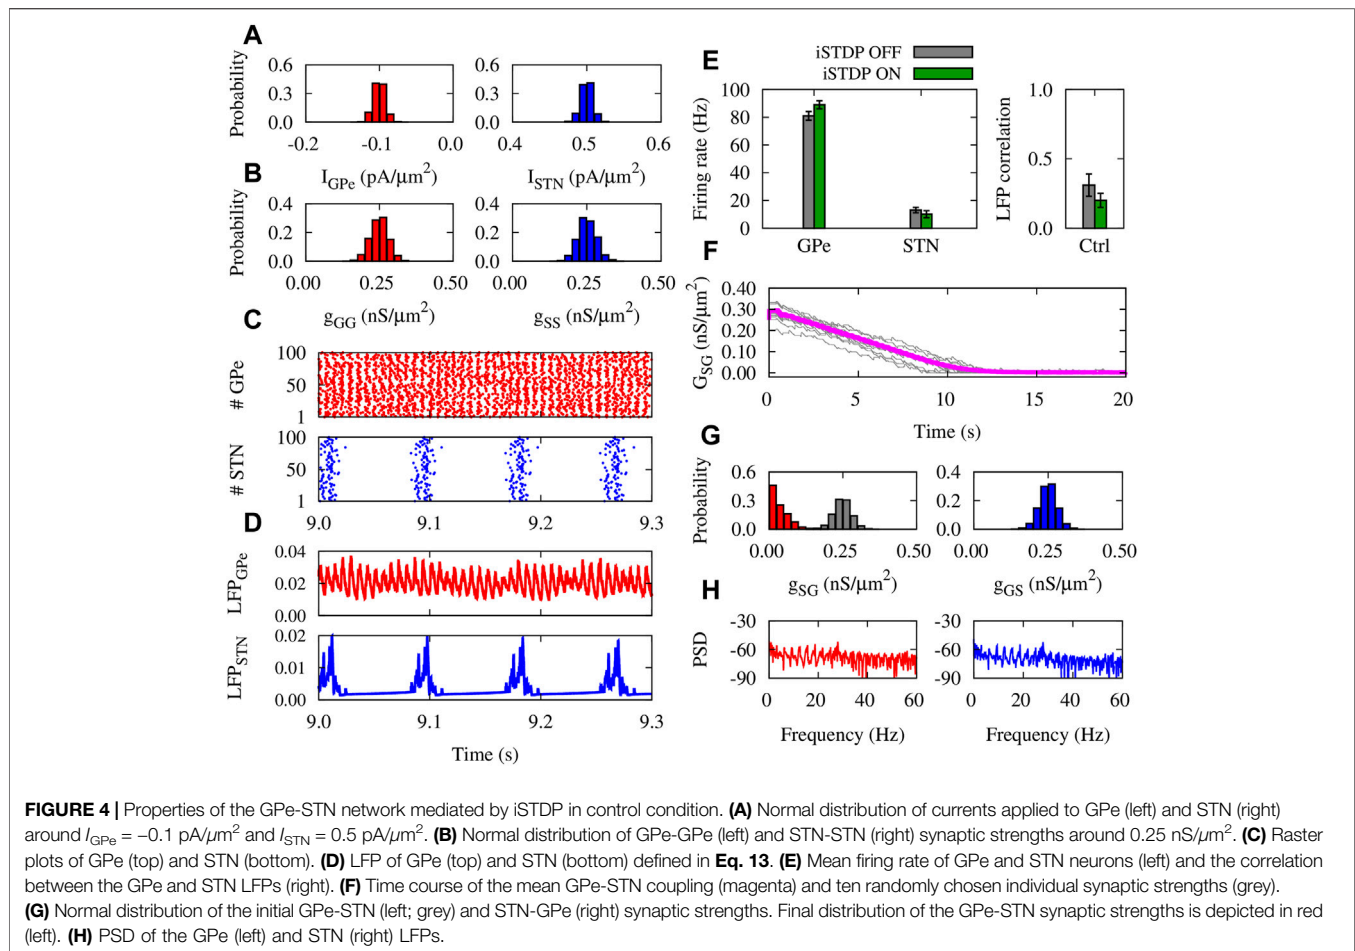 A
Probability
0.6
0.3
0.0
-0.2 -0.1 0.0
I_GPe (pA/µm²)
0.6
0.3
0.0
0.4 0.5 0.6
I_STN (pA/µm²)
B
Probability
0.4
0.2
0.0
0.00 0.25 0.50
g_GG (nS/µm²)
0.4
0.2
0.0
0.00 0.25 0.50
g_SS (nS/µm²)
C
# GPe
100
50
1
# STN
100
50
1
9.0 9.1 9.2 9.3
D
LFP_GPe
0.04
0.02
0.00
LFP_STN
0.02
0.01
0.00
9.0 9.1 9.2 9.3
Time (s)
E
iSTDP OFF
iSTDP ON
Firing rate (Hz)
100
80
60
40
20
0
GPe STN
LFP correlation
1.0
0.5
0.0
Ctrl
F
G_SG (nS/µm²)
0.40
0.30
0.20
0.10
0.00
0 5 10 15 20
Time (s)
G
Probability
0.6
0.3
0.0
0.00 0.25 0.50
g_SG (nS/µm²)
0.4
0.2
0.0
0.00 0.25 0.50
g_GS (nS/µm²)
H
PSD
-30
-60
-90
0 20 40 60
Frequency (Hz)
-30
-60
-90
0 20 40 60
Frequency (Hz)
FIGURE 4 | Properties of the GPe-STN network mediated by iSTDP in control condition. (A) Normal distribution of currents applied to GPe (left) and STN (right)
around I_GPe = −0.1 pA/µm² and I_STN = 0.5 pA/µm². (B) Normal distribution of GPe-GPe (left) and STN-STN (right) synaptic strengths around 0.25 nS/µm². (C) Raster
plots of GPe (top) and STN (bottom). (D) LFP of GPe (top) and STN (bottom) defined in Eq. 13. (E) Mean firing rate of GPe and STN neurons (left) and the correlation
between the GPe and STN LFPs (right). (F) Time course of the mean GPe-STN coupling (magenta) and ten randomly chosen individual synaptic strengths (grey).
(G) Normal distribution of the initial GPe-STN (left; grey) and STN-GPe (right) synaptic strengths. Final distribution of the GPe-STN synaptic strengths is depicted in red
(left). (H) PSD of the GPe (left) and STN (right) LFPs.